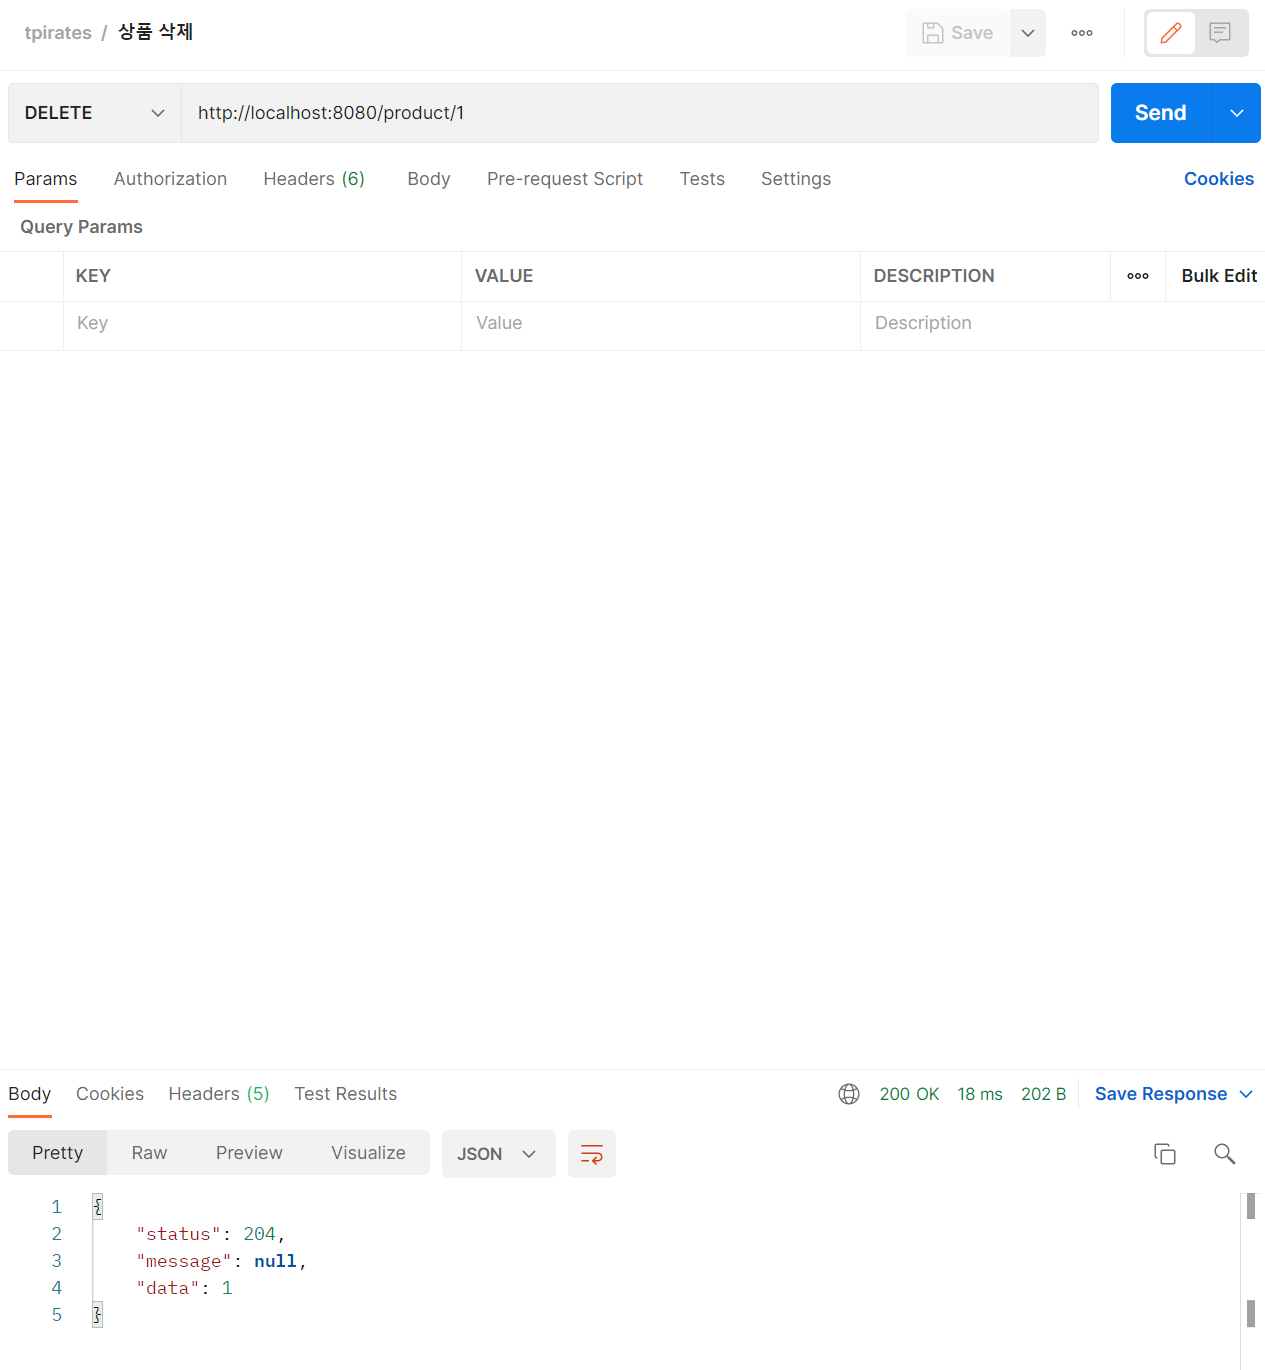 tpirates / 상품 삭제 Save
DELETE http://localhost:8080/product/1 Send
Params Authorization Headers (6) Body Pre-request Script Tests Settings Cookies
Query Params
KEY VALUE DESCRIPTION Bulk Edit
Key Value Description
Body Cookies Headers (5) Test Results 200 OK 18 ms 202 B Save Response
Pretty Raw Preview Visualize JSON
1 {
2 "status": 204,
3 "message": null,
4 "data": 1
5 }